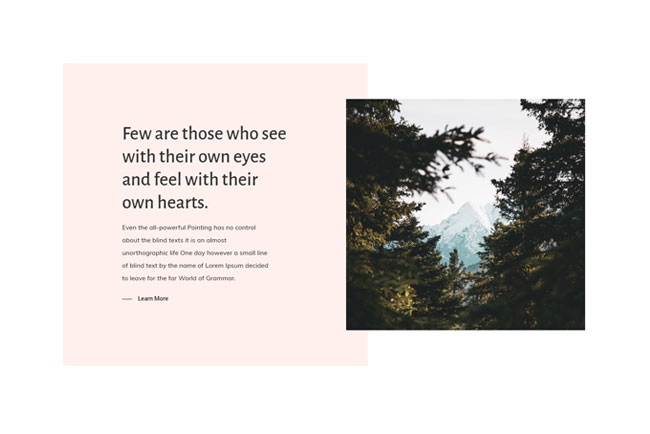 Few are those who see
with their own eyes
and feel with their
own hearts.
Even the all-powerful Pointing has no control
about the blind texts it is an almost
unorthographic life One day however a small line
of blind text by the name of Lorem Ipsum decided
to leave for the far World of Grammar.
Learn More